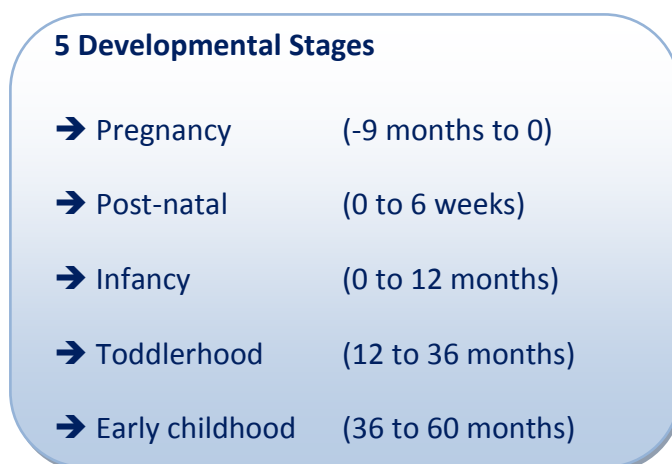 5 Developmental Stages
➔ Pregnancy (-9 months to 0)
➔ Post-natal (0 to 6 weeks)
➔ Infancy (0 to 12 months)
➔ Toddlerhood (12 to 36 months)
➔ Early childhood (36 to 60 months)